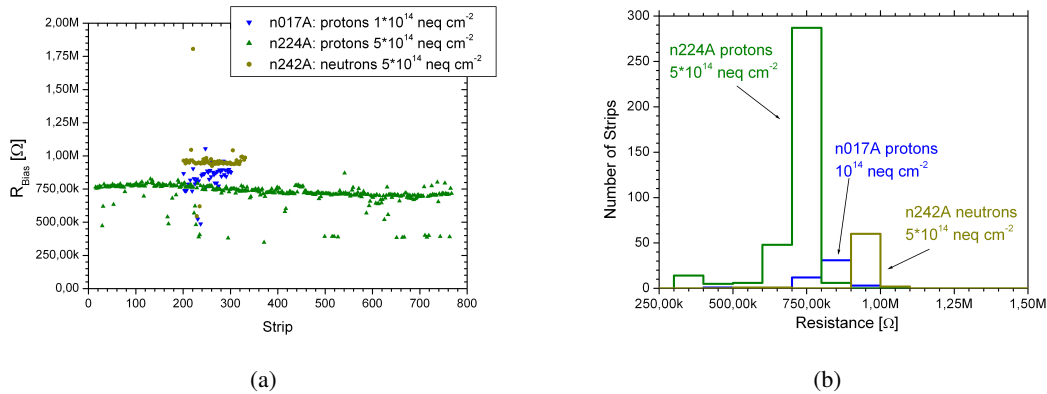 n017A: protons 1*10^14 neq cm^-2
n224A: protons 5*10^14 neq cm^-2
n242A: neutrons 5*10^14 neq cm^-2
2,00M
1,75M
1,50M
1,25M
1,00M
750,00k
500,00k
250,00k
0,00
R_Bias [Ω]
0 100 200 300 400 500 600 700 800
Strip
(a)
300
250
200
150
100
50
0
Number of Strips
n224A protons
5*10^14 neq cm^-2
n017A protons
10^14 neq cm^-2
n242A neutrons
5*10^14 neq cm^-2
250,00k 500,00k 750,00k 1,00M 1,25M 1,50M
Resistance [Ω]
(b)